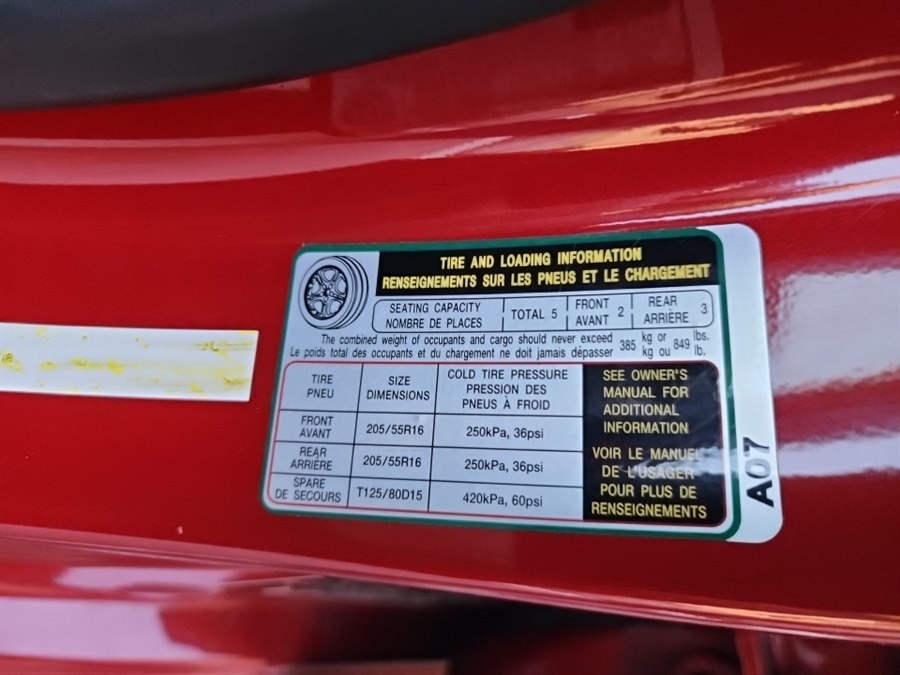 TIRE AND LOADING INFORMATION
RENSEIGNEMENTS SUR LES PNEUS ET LE CHARGEMENT
SEATING CAPACITY TOTAL 5 FRONT 2 REAR 3
NOMBRE DE PLACES AVANT ARRIÈRE
The combined weight of occupants and cargo should never exceed 385 kg or 849 lbs.
Le poids total des occupants et du chargement ne doit jamais dépasser kg ou lb.
TIRE SIZE COLD TIRE PRESSURE
PNEU DIMENSIONS PRESSION DES
PNEUS À FROID
FRONT
AVANT 205/55R16 250kPa, 36psi
REAR
ARRIÈRE 205/55R16 250kPa, 36psi
SPARE
DE SECOURS T125/80D15 420kPa, 60psi
SEE OWNER'S
MANUAL FOR
ADDITIONAL
INFORMATION
VOIR LE MANUEL
DE L'USAGER
POUR PLUS DE
RENSEIGNEMENTS
A07